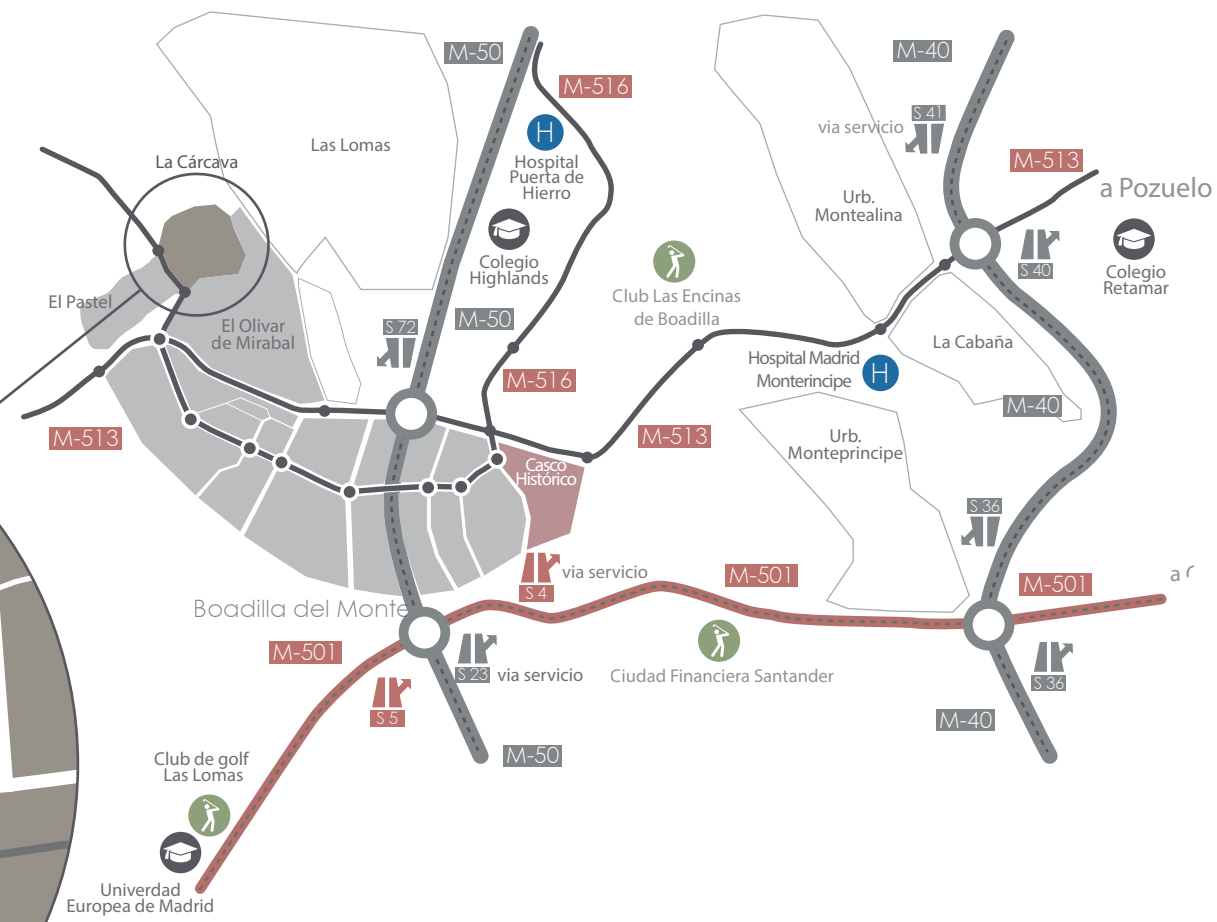 M-50
M-40
M-516
S 41
via servicio
Las Lomas
Hospital
Puerta de
Hierro
La Cárcava
M-513
a Pozuelo
Urb.
Montealina
Colegio
Highlands
S 40
Colegio
Retamar
El Pastel
Club Las Encinas
de Boadilla
M-50
S 72
El Olivar
de Mirabal
La Cabaña
Hospital Madrid
Monterincipe
M-516
M-40
M-513
M-513
Urb.
Monteprincipe
Casco
Histórico
S 36
via servicio
S 4
M-501
M-501
a
Boadilla del Monte
M-501
S 23
via servicio
Ciudad Financiera Santander
S 36
S 5
M-40
M-50
Club de golf
Las Lomas
Univerdad
Europea de Madrid